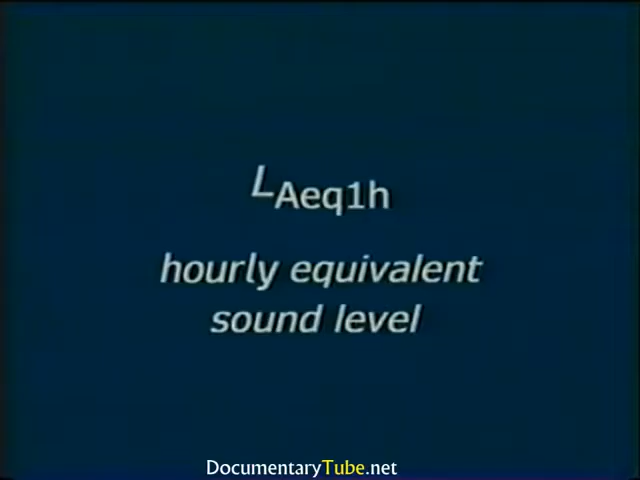 LAeq1h
hourly equivalent
sound level
DocumentaryTube.net